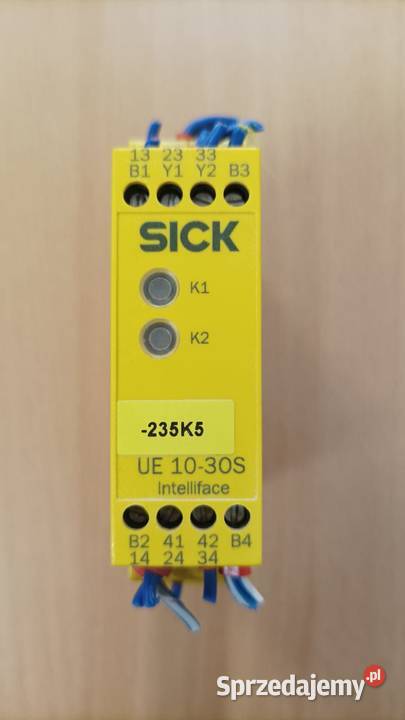 13 23 33
B1 Y1 Y2 B3
SICK
K1
K2
-235K5
UE 10-3OS
Intelliface
B2 41 42 B4
14 24 34
Sprzedajemy.pl